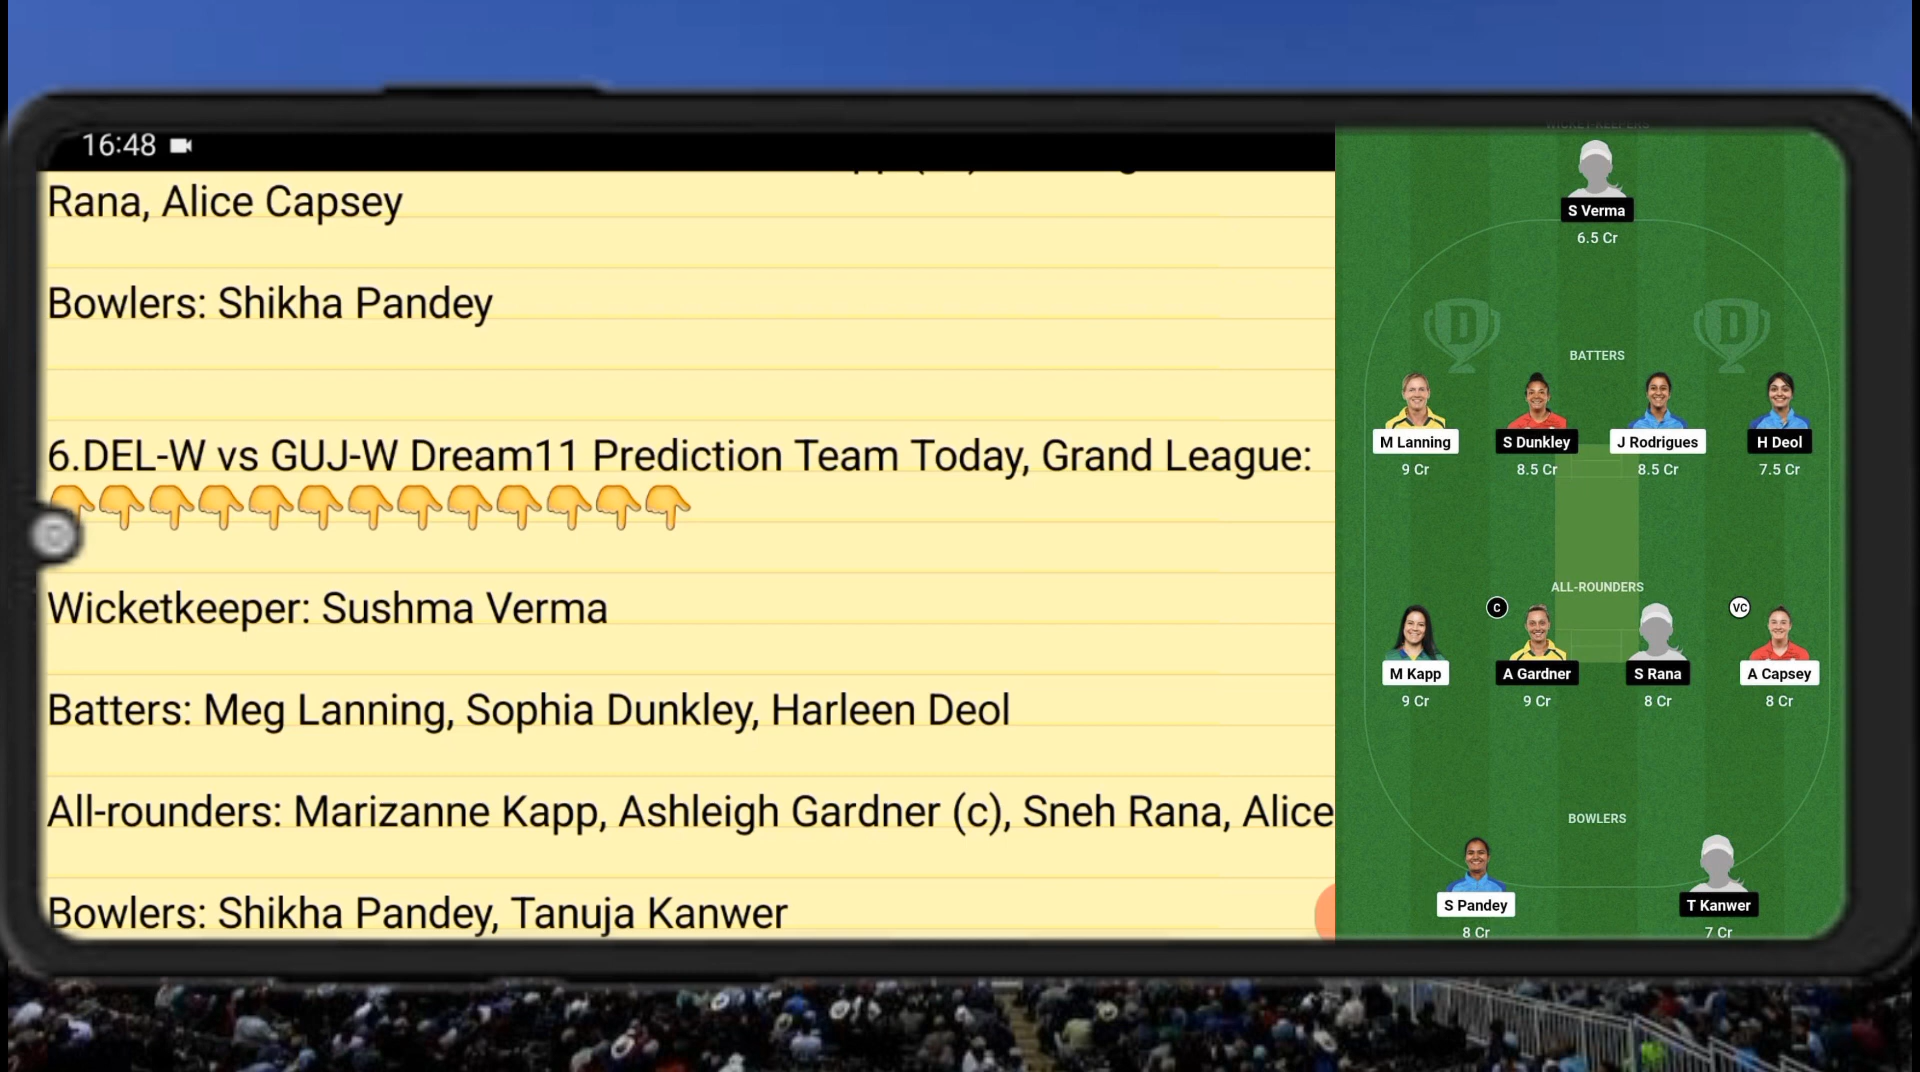 16:48
Rana, Alice Capsey
Bowlers: Shikha Pandey
6.DEL-W vs GUJ-W Dream11 Prediction Team Today, Grand League:
👇👇👇👇👇👇👇👇👇👇👇👇👇
Wicketkeeper: Sushma Verma
Batters: Meg Lanning, Sophia Dunkley, Harleen Deol
All-rounders: Marizanne Kapp, Ashleigh Gardner (c), Sneh Rana, Alice
Bowlers: Shikha Pandey, Tanuja Kanwer
WICKET-KEEPERS
S Verma
6.5 Cr
D D
BATTERS
M Lanning S Dunkley J Rodrigues H Deol
9 Cr 8.5 Cr 8.5 Cr 7.5 Cr
ALL-ROUNDERS
C VC
M Kapp A Gardner S Rana A Capsey
9 Cr 9 Cr 8 Cr 8 Cr
BOWLERS
S Pandey T Kanwer
8 Cr 7 Cr